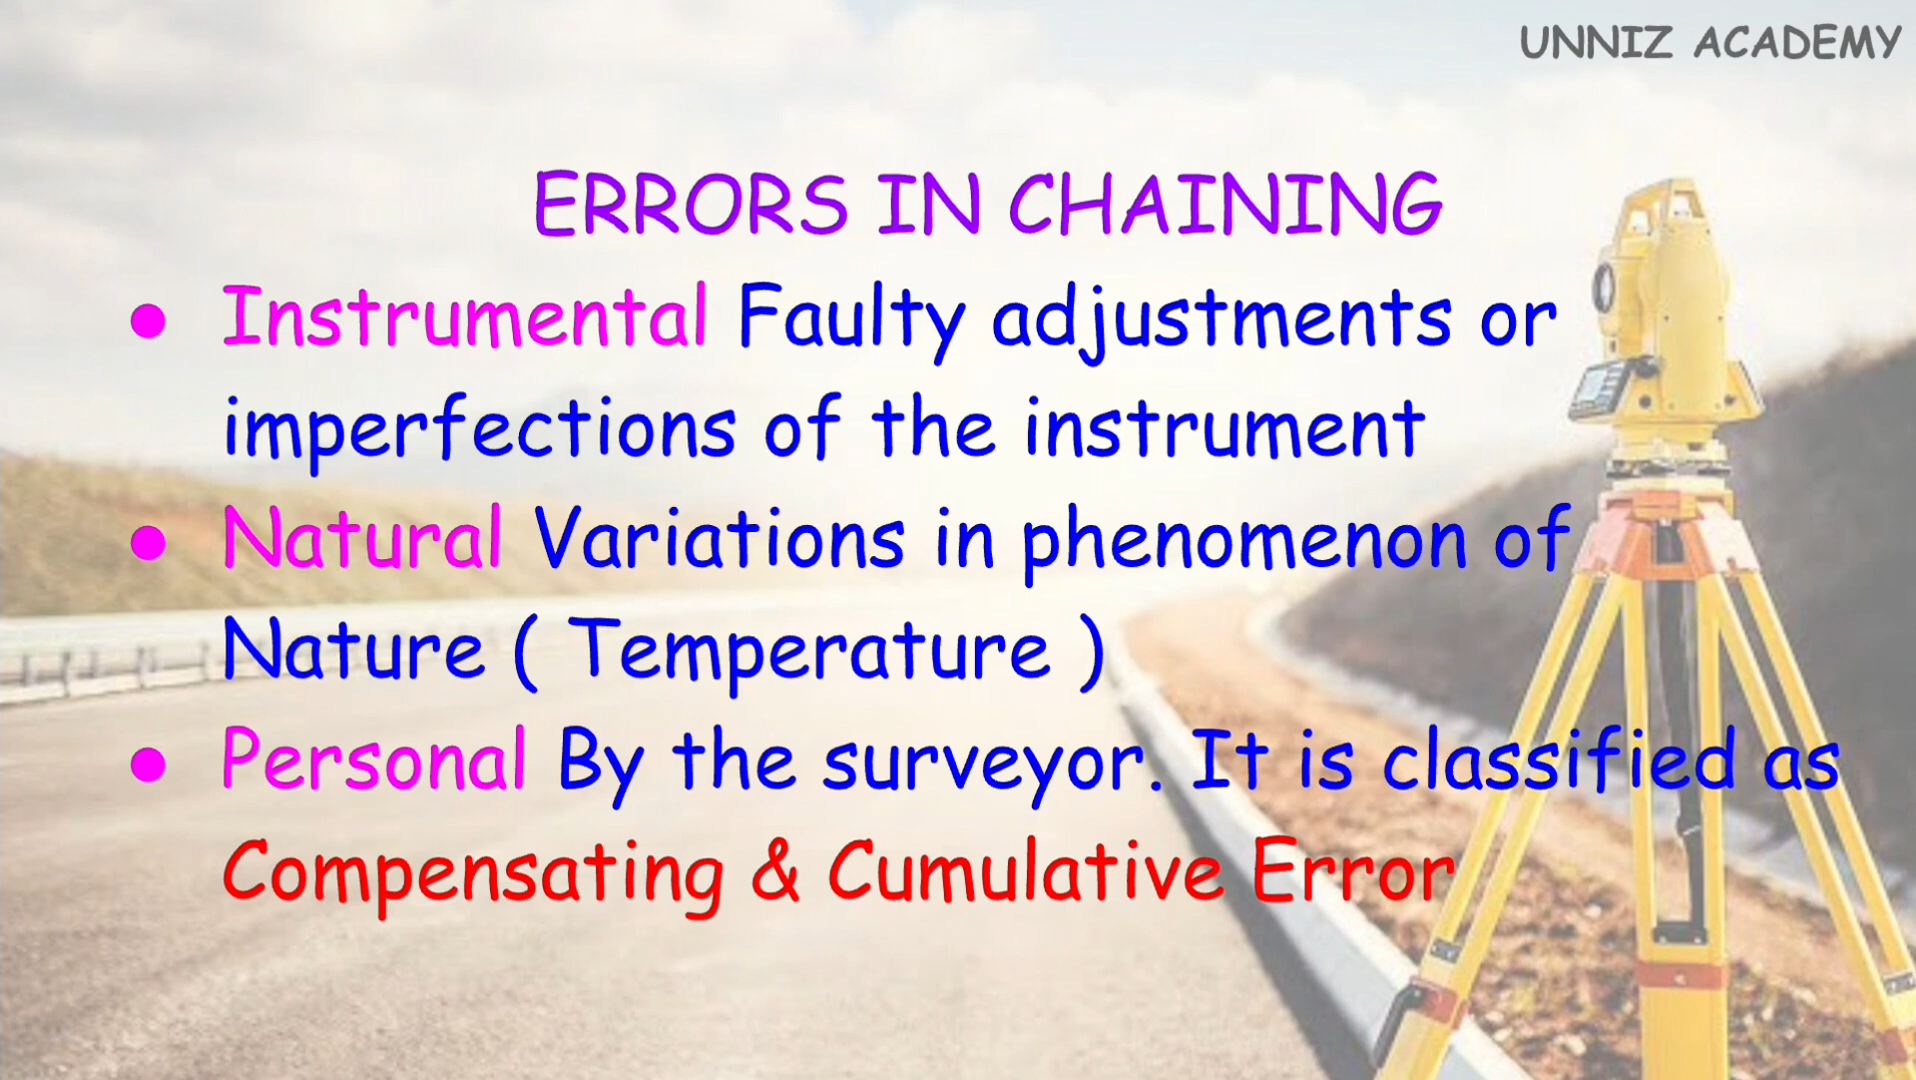 UNNIZ ACADEMY
ERRORS IN CHAINING
● Instrumental Faulty adjustments or
imperfections of the instrument
● Natural Variations in phenomenon of
Nature ( Temperature )
● Personal By the surveyor. It is classified as
Compensating & Cumulative Error